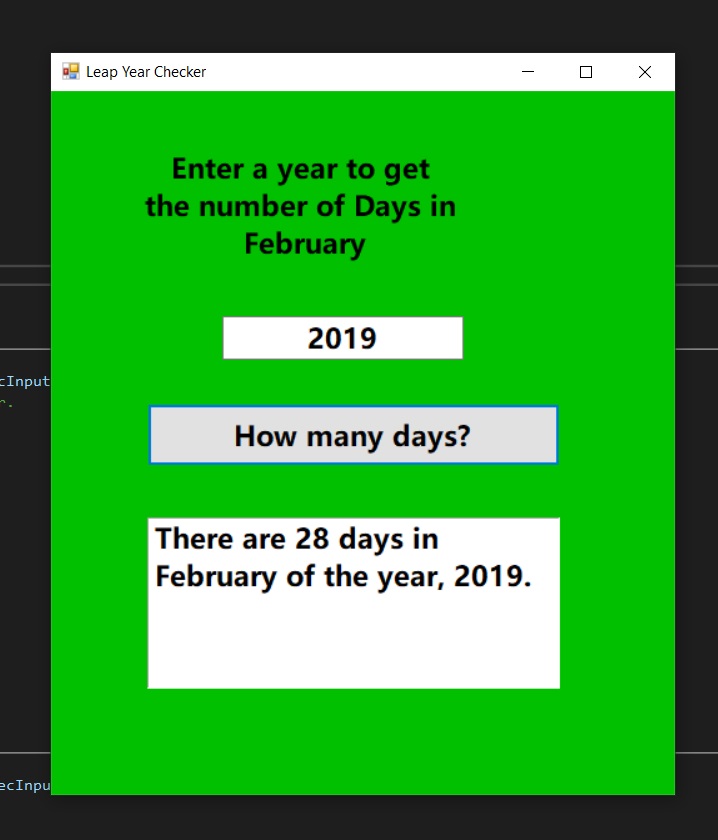 Leap Year Checker
Enter a year to get
the number of Days in
February
2019
cInput
r.
How many days?
There are 28 days in
February of the year, 2019.
ecInpu